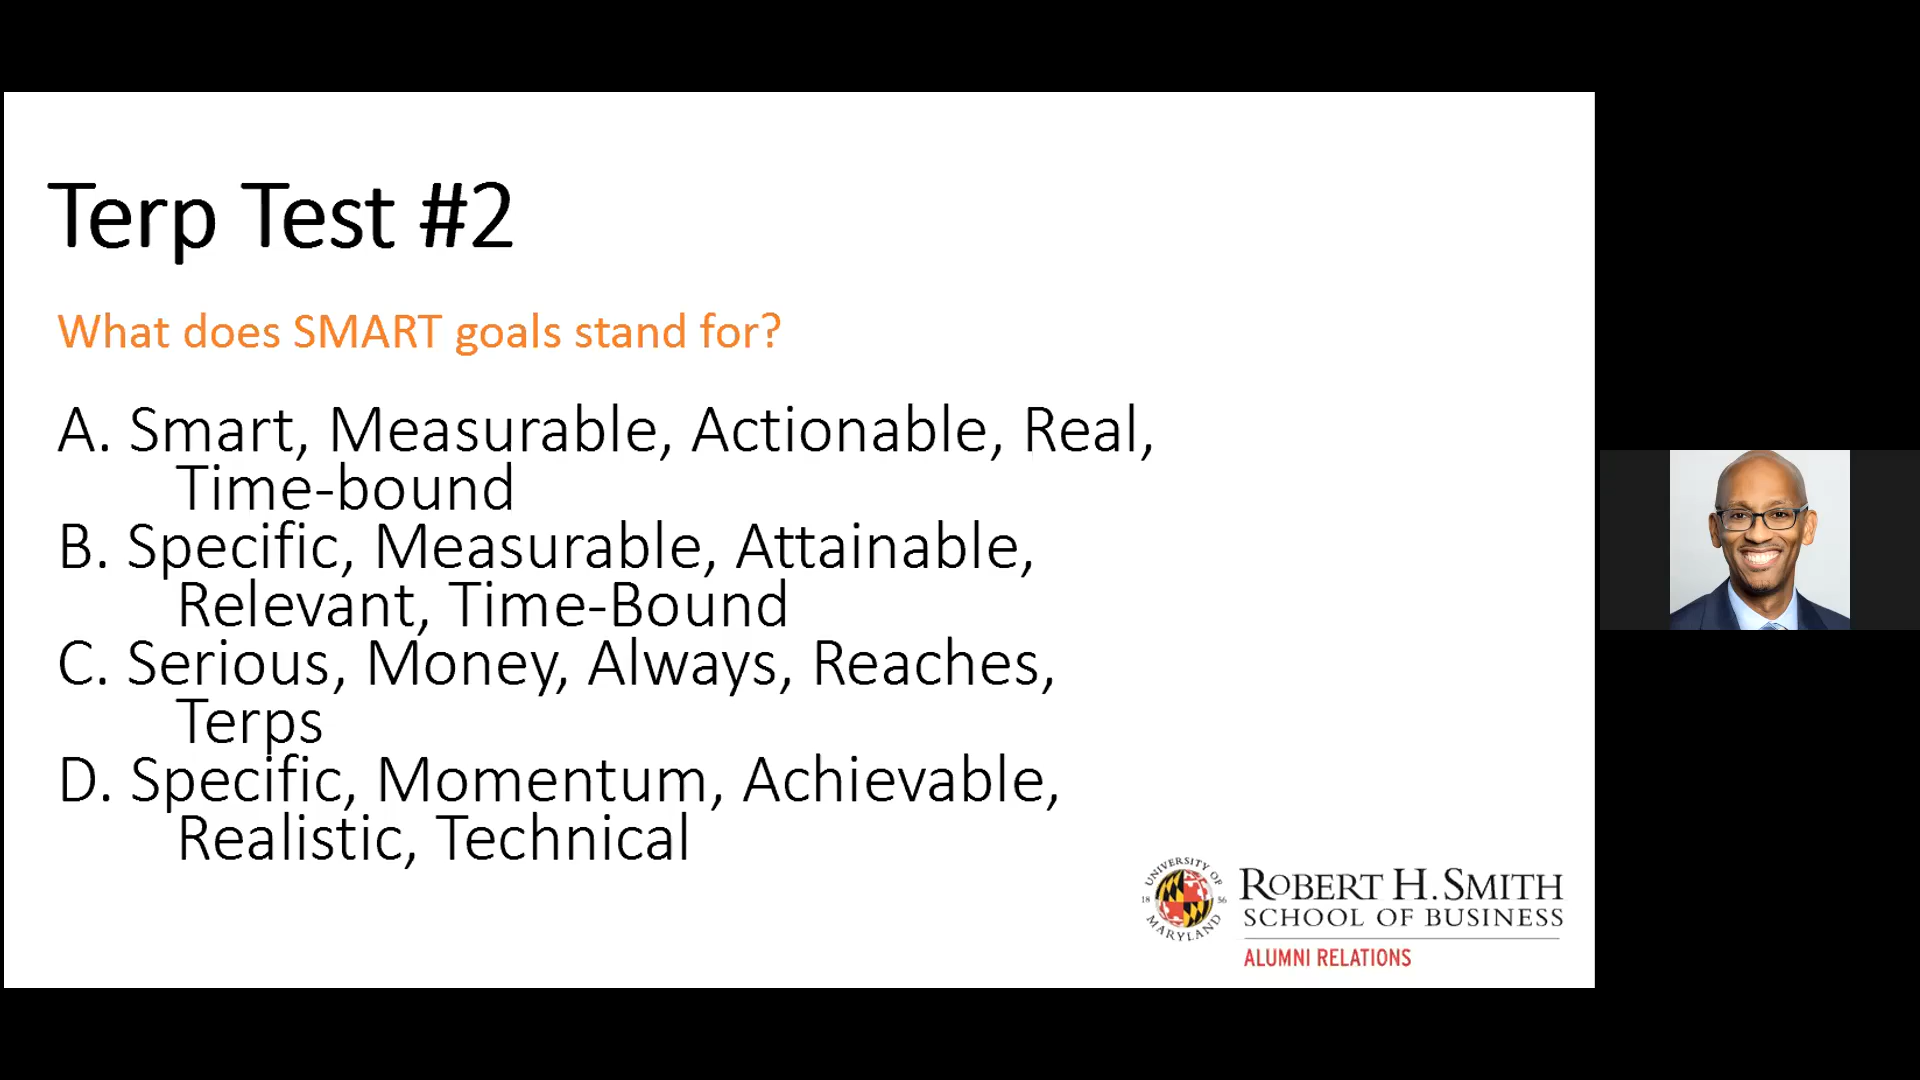 Terp Test #2
What does SMART goals stand for?
A. Smart, Measurable, Actionable, Real,
Time-bound
B. Specific, Measurable, Attainable,
Relevant, Time-Bound
C. Serious, Money, Always, Reaches,
Terps
D. Specific, Momentum, Achievable,
Realistic, Technical
UNIVERSITY OF
18 56
MARYLAND
ROBERT H. SMITH
SCHOOL OF BUSINESS
ALUMNI RELATIONS